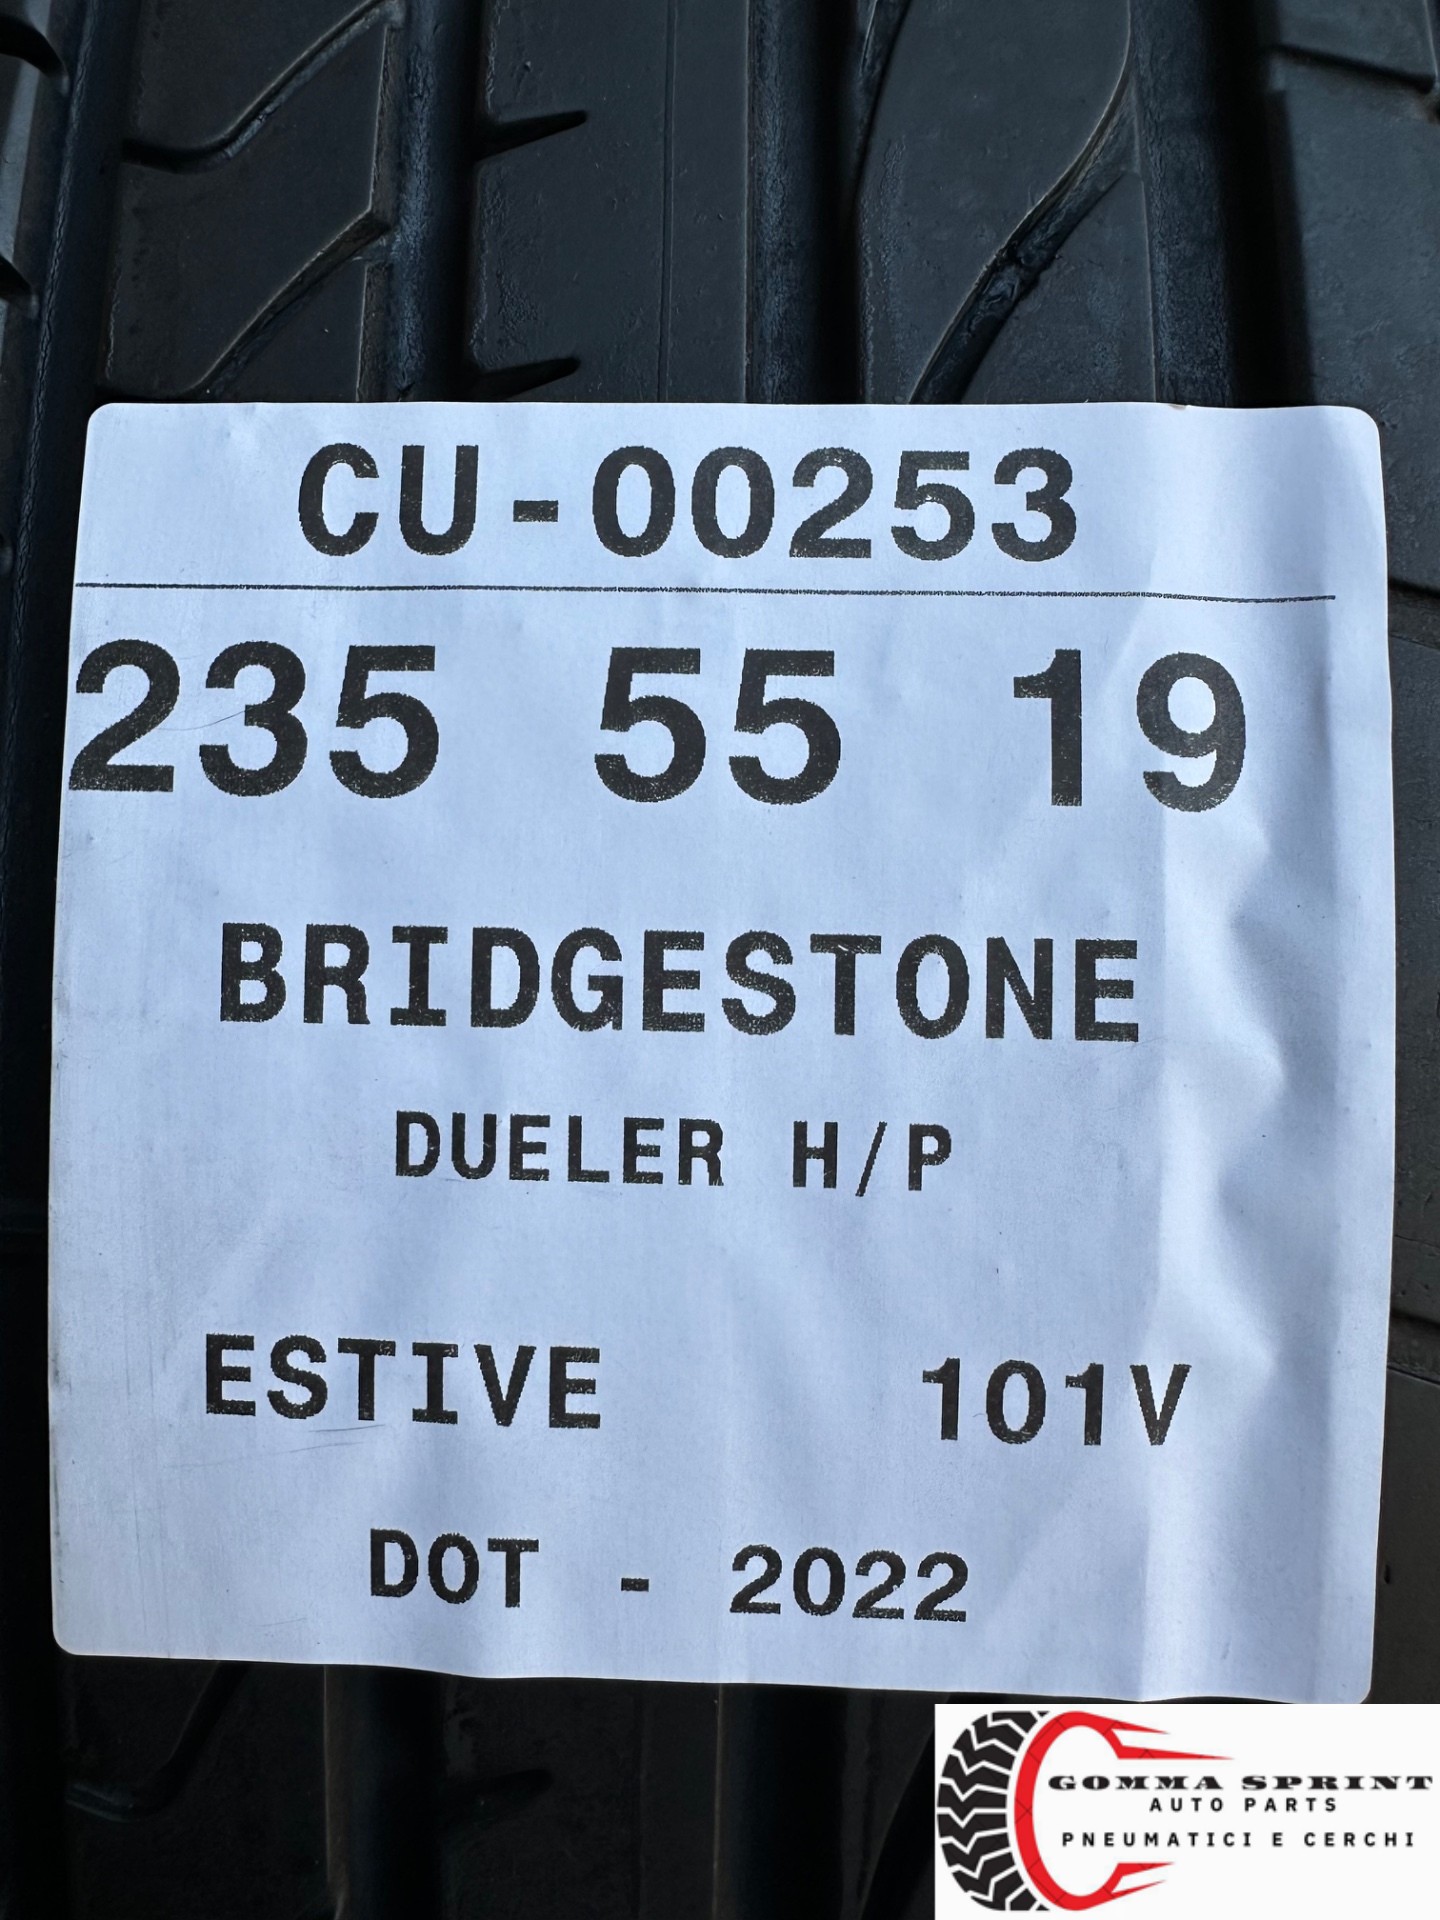 CU-00253
235 55 19
BRIDGESTONE
DUELER H/P
ESTIVE 101V
DOT - 2022
GOMMA SPRINT
AUTO PARTS
PNEUMATICI E CERCHI